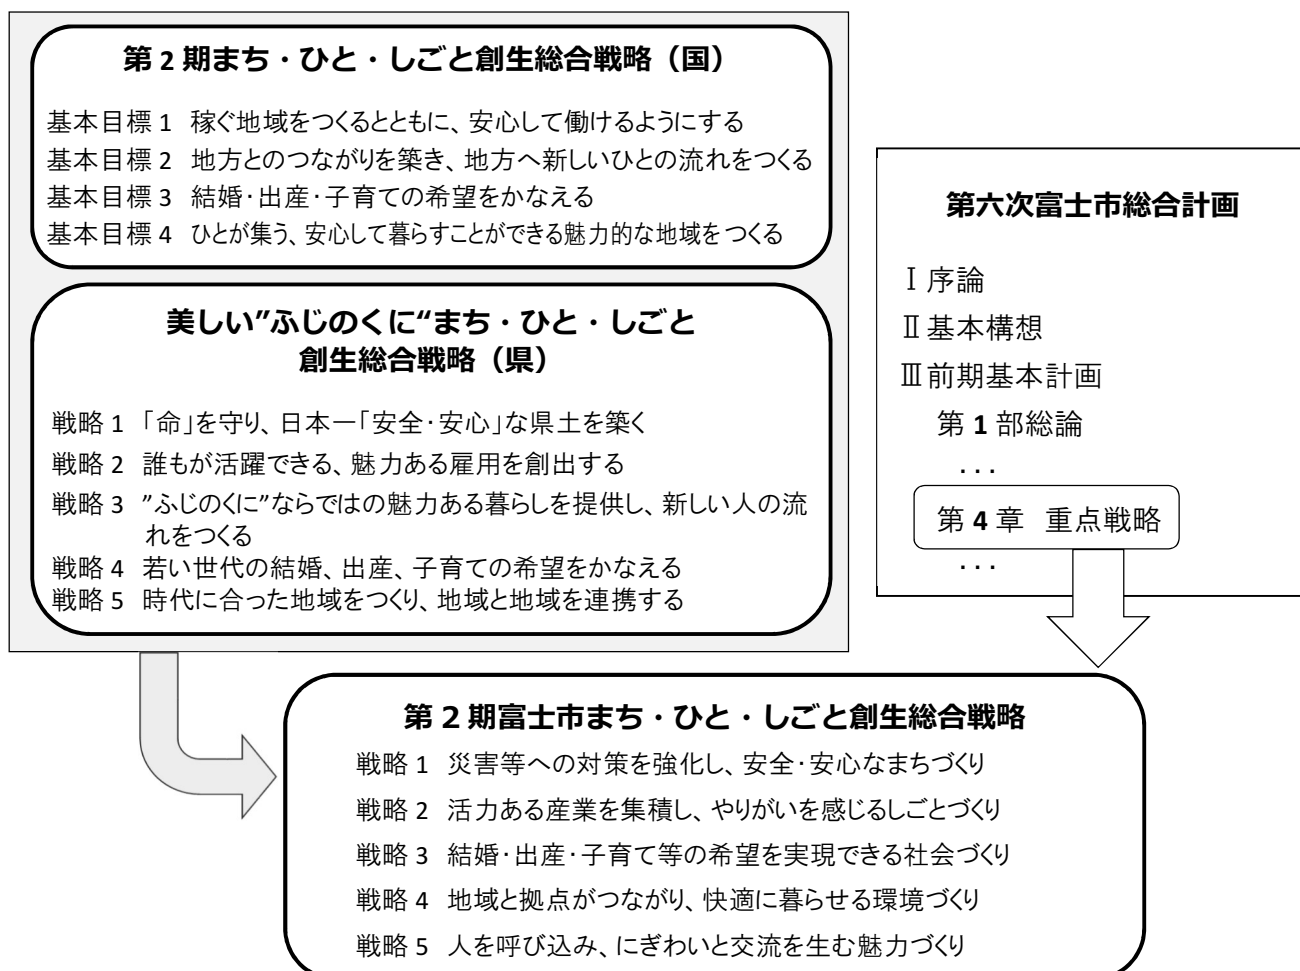 第2期まち・ひと・しごと創生総合戦略（国）
基本目標1 稼ぐ地域をつくるとともに、安心して働けるようにする
基本目標2 地方とのつながりを築き、地方へ新しいひとの流れをつくる
基本目標3 結婚・出産・子育ての希望をかなえる
基本目標4 ひとが集う、安心して暮らすことができる魅力的な地域をつくる
美しい”ふじのくに“まち・ひと・しごと
創生総合戦略（県）
戦略1 「命」を守り、日本一「安全・安心」な県土を築く
戦略2 誰もが活躍できる、魅力ある雇用を創出する
戦略3 ”ふじのくに”ならではの魅力ある暮らしを提供し、新しい人の流
れをつくる
戦略4 若い世代の結婚、出産、子育ての希望をかなえる
戦略5 時代に合った地域をつくり、地域と地域を連携する
第六次富士市総合計画
Ⅰ序論
Ⅱ基本構想
Ⅲ前期基本計画
第1部総論
...
第4章 重点戦略
...
第2期富士市まち・ひと・しごと創生総合戦略
戦略1 災害等への対策を強化し、安全・安心なまちづくり
戦略2 活力ある産業を集積し、やりがいを感じるしごとづくり
戦略3 結婚・出産・子育て等の希望を実現できる社会づくり
戦略4 地域と拠点がつながり、快適に暮らせる環境づくり
戦略5 人を呼び込み、にぎわいと交流を生む魅力づくり